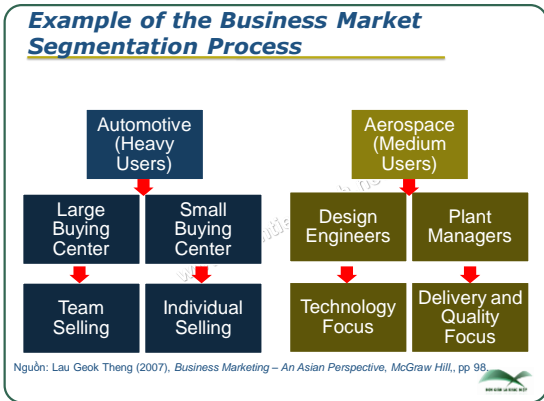 Example of the Business Market
Segmentation Process
Automotive
(Heavy
Users)
Aerospace
(Medium
Users)
Large
Buying
Center
Small
Buying
Center
Design
Engineers
Plant
Managers
Team
Selling
Individual
Selling
Technology
Focus
Delivery and
Quality
Focus
Nguồn: Lau Geok Theng (2007), Business Marketing – An Asian Perspective, McGraw Hill,, pp 98.